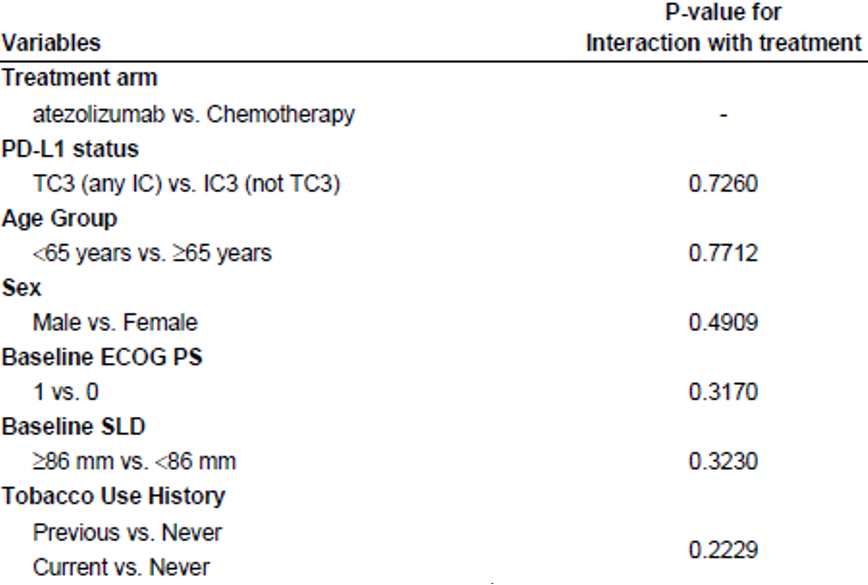 P-value for
Variables Interaction with treatment
Treatment arm
atezolizumab vs. Chemotherapy -
PD-L1 status
TC3 (any IC) vs. IC3 (not TC3) 0.7260
Age Group
<65 years vs. ≥65 years 0.7712
Sex
Male vs. Female 0.4909
Baseline ECOG PS
1 vs. 0 0.3170
Baseline SLD
≥86 mm vs. <86 mm 0.3230
Tobacco Use History
Previous vs. Never
0.2229
Current vs. Never